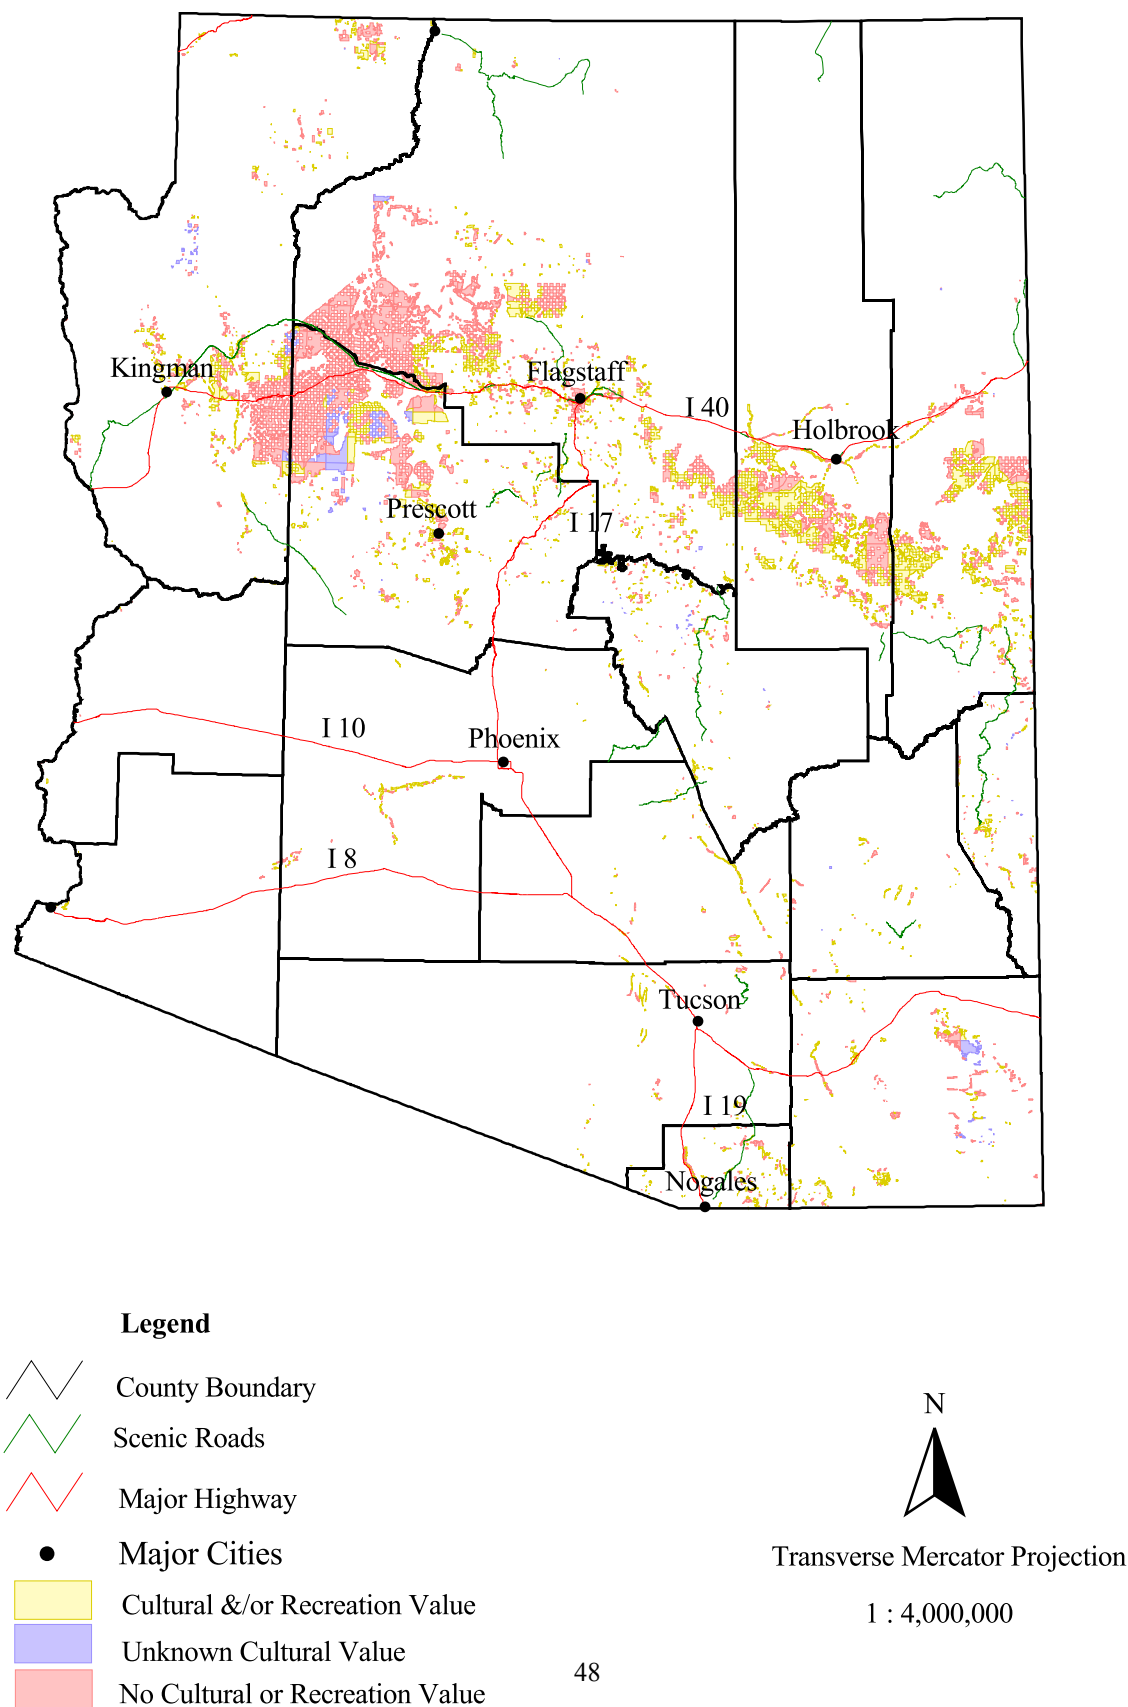 Kingman
Flagstaff
I 40
Holbrook
Prescott
I 17
I 10
Phoenix
I 8
Tucson
I 19
Nogales
Legend
County Boundary
Scenic Roads
Major Highway
Major Cities
Cultural &/or Recreation Value
Unknown Cultural Value
No Cultural or Recreation Value
N
Transverse Mercator Projection
1 : 4,000,000
48